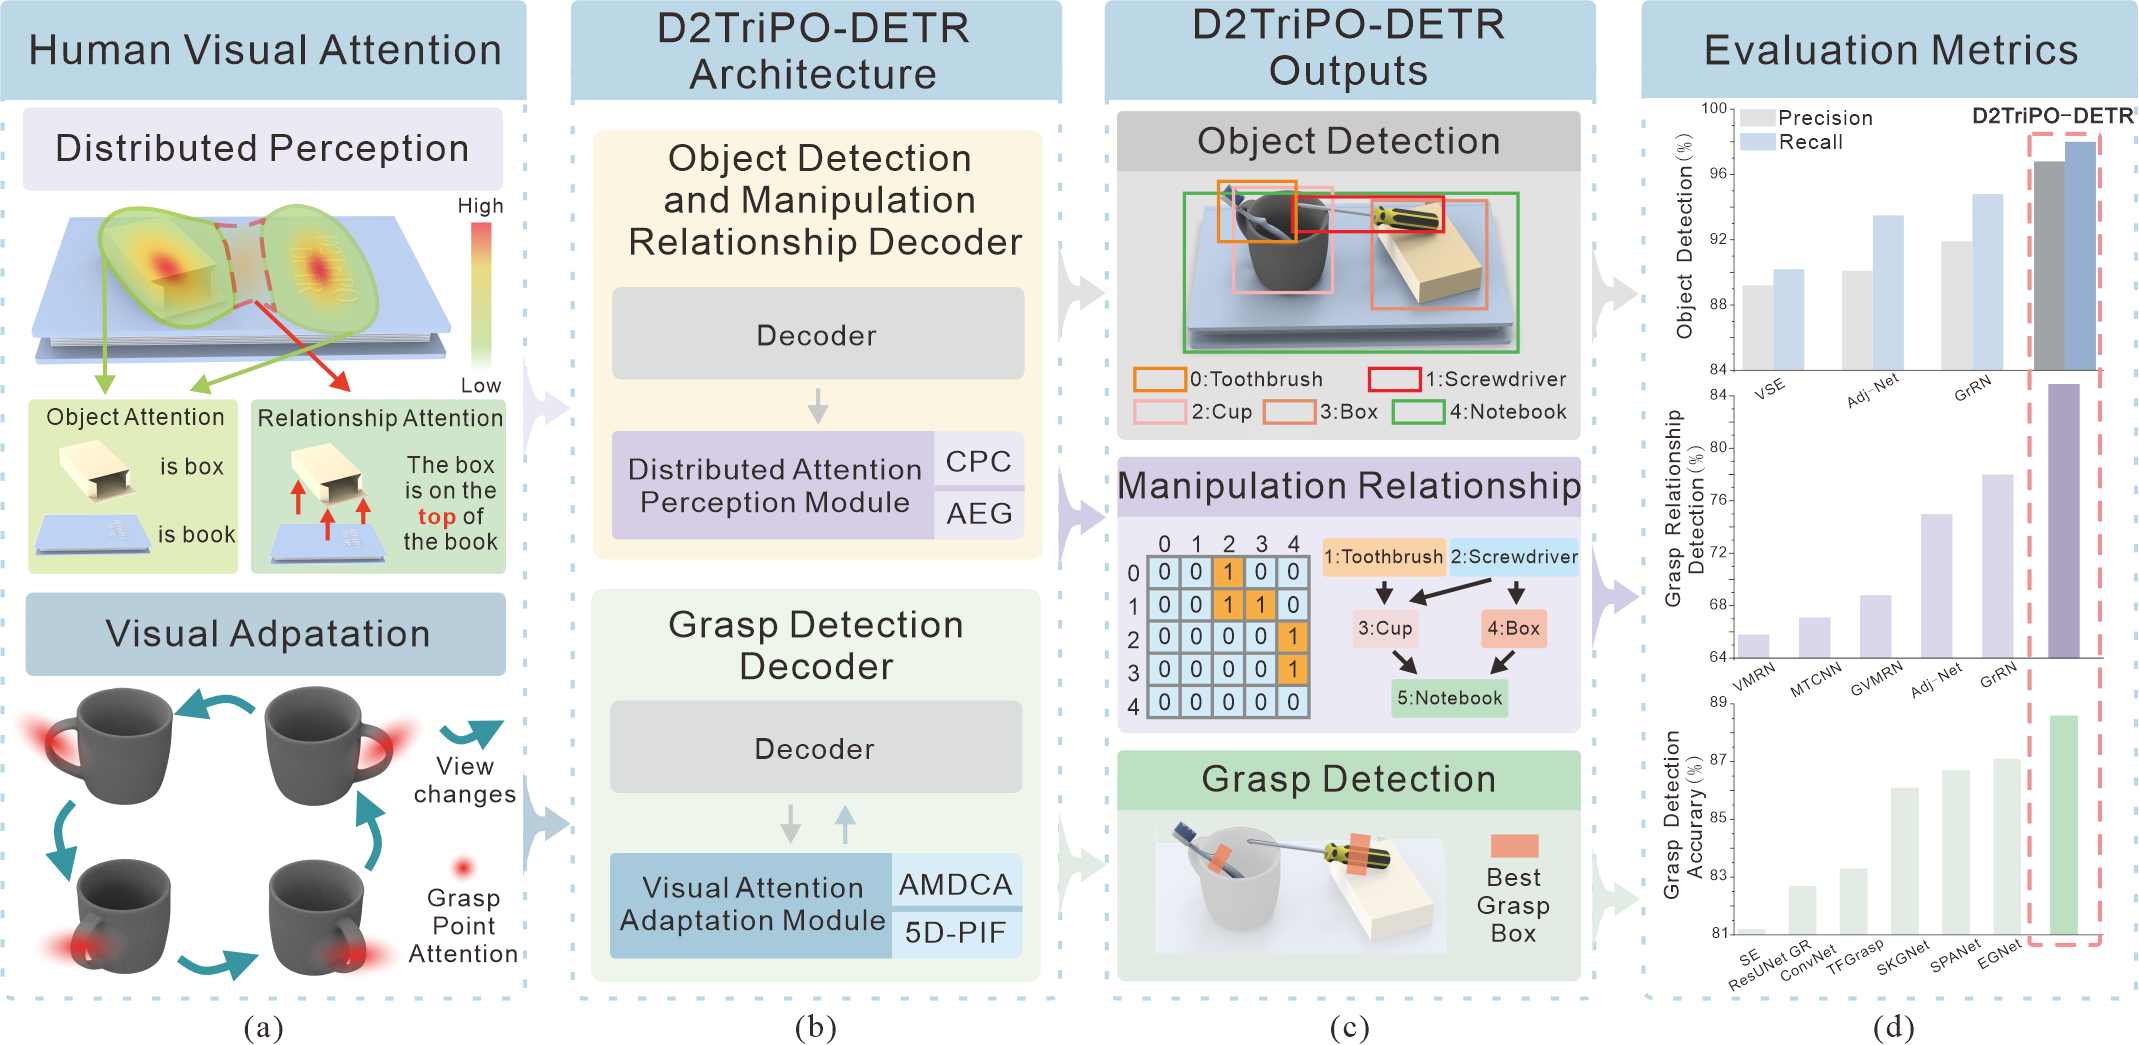 Human Visual Attention
Distributed Perception
High
D2TRIPO
DETR
Low
Object Attention
is box
is book
Relationship Attention
The box
is on the
top of
the book
Visual Adpatation
View
changes
Grasp
Point
Attention
(a)
D2TriPO-DETR
Architecture
Object Detection
and Manipulation
Relationship Decoder
Decoder
Distributed Attention
Perception Module
CPC
AEG
Grasp Detection
Decoder
Decoder
Visual Attention
Adaptation Module
AMDCA
5D-PIF
(b)
D2TriPO-DETR
Outputs
Object Detection
0:Toothbrush
1:Screwdriver
2:Cup
3:Box
4:Notebook
Manipulation Relationship
0 1 2 3 4
0 0 0 1 0 0
1 0 0 1 1 0
2 0 0 0 0 1
3 0 0 0 0 1
4 0 0 0 0 0
1:Toothbrush
2:Screwdriver
3:Cup
4:Box
5:Notebook
Grasp Detection
Best
Grasp
Box
(c)
Evaluation Metrics
Object Detection(%)
100
96
92
88
84
Precision
Recall
D2TriPO-DETR
VSE
Adj-Net
GrRN
Grasp Relationship
Detection(%)
84
80
76
72
68
64
VMRN
MTCNN
GVMRN
Adj-Net
GrRN
Grasp Detection
Accurary(%)
89
87
85
83
81
SE
ResUNet
GR
ConvNet
TFGrasp
SKGNet
SPANet
EGNet
(d)